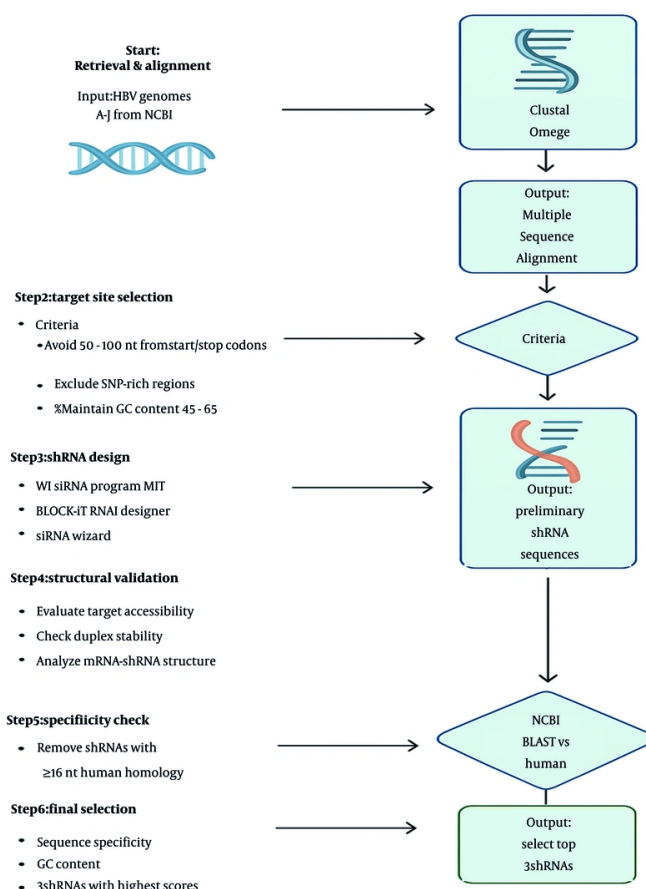 Start:
Retrieval & alignment
Input:HBV genomes
A-J from NCBI
Clustal
Omege
Output:
Multiple
Sequence
Alignment
Step2:target site selection
• Criteria
•Avoid 50-100 nt fromstart/stop codons
• Exclude SNP-rich regions
• %Maintain GC content 45-65
Criteria
Step3:shRNA design
• WI siRNA program MIT
• BLOCK-iT RNAI designer
• siRNA wizard
Output:
preliminary
shRNA
sequences
Step4:structural validation
• Evaluate target accessibility
• Check duplex stability
• Analyze mRNA-shRNA structure
Step5:specifiicity check
• Remove shRNAs with
≥16 nt human homology
NCBI
BLAST vs
human
Step6:final selection
• Sequence specificity
• GC content
• 3shRNAs with highest scores
Output:
select top
3shRNAs